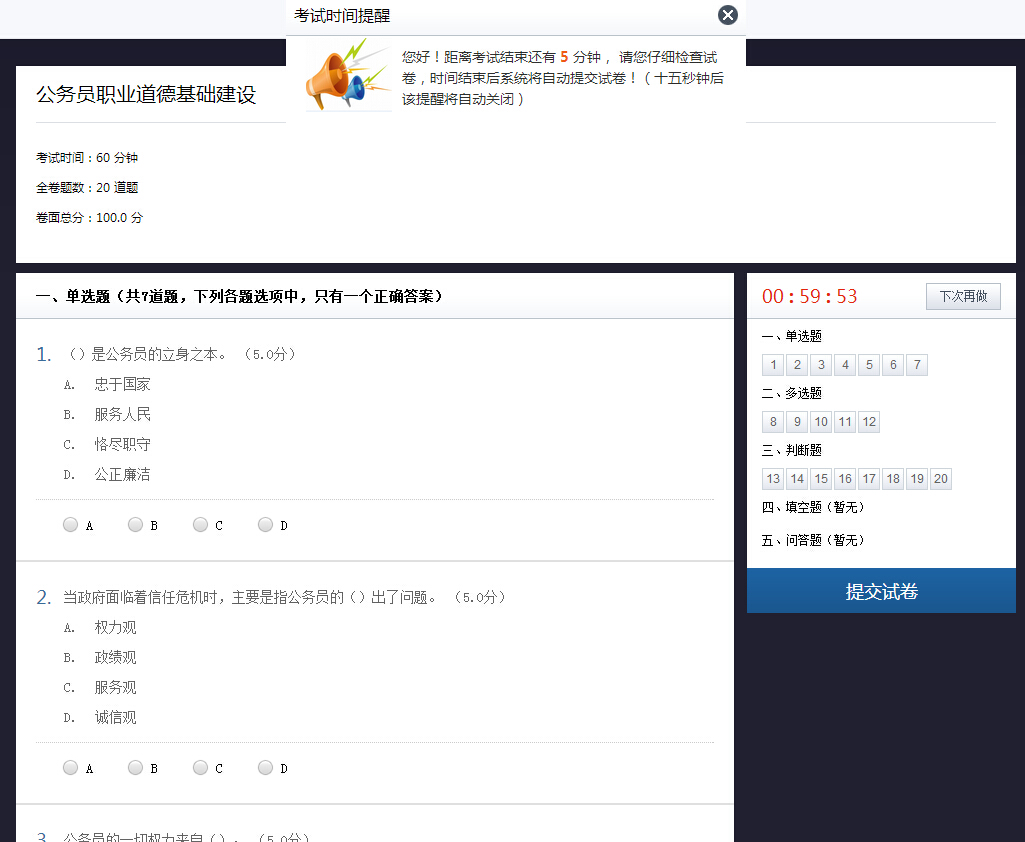 考试时间提醒
您好！距离考试结束还有 5 分钟， 请您仔细检查试
卷，时间结束后系统将自动提交试卷！（十五秒钟后
该提醒将自动关闭）
公务员职业道德基础建设
考试时间：60 分钟
全卷题数：20 道题
卷面总分：100.0 分
一、单选题（共7道题，下列各题选项中，只有一个正确答案）
1. （）是公务员的立身之本。 （5.0分）
A. 忠于国家
B. 服务人民
C. 恪尽职守
D. 公正廉洁
A B C D
2. 当政府面临着信任危机时，主要是指公务员的（）出了问题。 （5.0分）
A. 权力观
B. 政绩观
C. 服务观
D. 诚信观
A B C D
3. 公务员的一切权力来自（）。 （5.0分）
00：59：53 下次再做
一、单选题
1 2 3 4 5 6 7
二、多选题
8 9 10 11 12
三、判断题
13 14 15 16 17 18 19 20
四、填空题（暂无）
五、问答题（暂无）
提交试卷